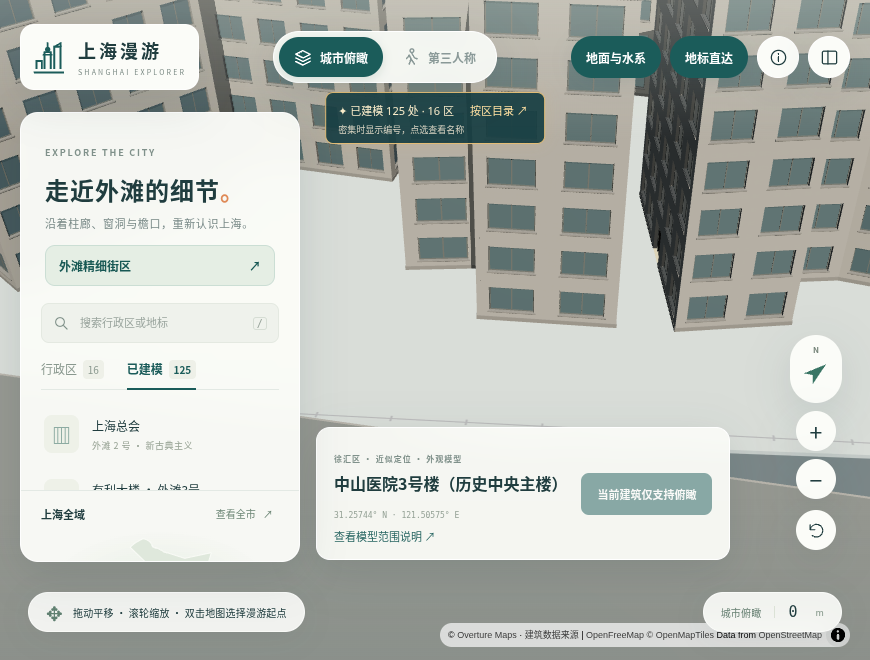 上海漫游
SHANGHAI EXPLORER
城市俯瞰
第三人称
地面与水系
地标直达
✦ 已建模 125 处 · 16 区 按区目录 ↗
密集时显示编号，点选查看名称
EXPLORE THE CITY
走近外滩的细节。
沿着柱廊、窗洞与檐口，重新认识上海。
外滩精细街区 ↗
搜索行政区或地标 /
行政区 16
已建模 125
上海总会
外滩 2 号 · 新古典主义
有利大楼 · 外滩3号
上海全域
查看全市 ↗
N
+
−
徐汇区 · 近似定位 · 外观模型
中山医院3号楼（历史中央主楼）
31.25744° N · 121.50575° E
查看模型范围说明 ↗
当前建筑仅支持俯瞰
拖动平移 · 滚轮缩放 · 双击地图选择漫游起点
城市俯瞰 0 m
© Overture Maps · 建筑数据来源 | OpenFreeMap © OpenMapTiles Data from OpenStreetMap